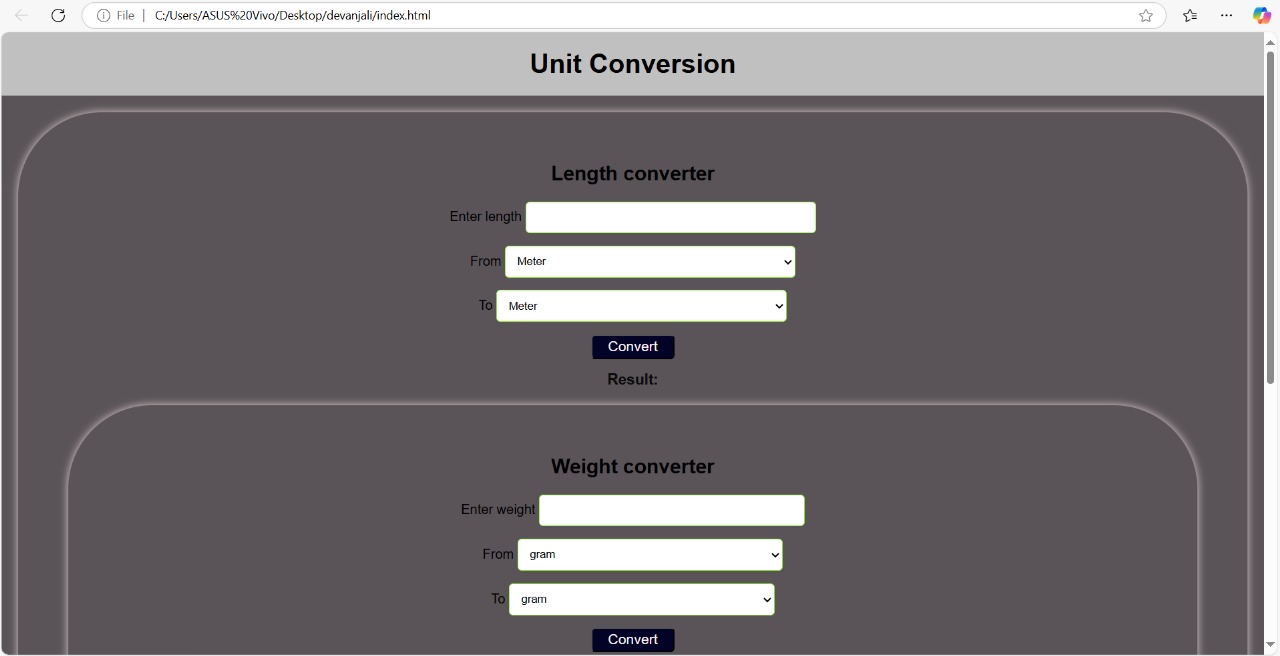 File | C:/Users/ASUS%20Vivo/Desktop/devanjali/index.html
Unit Conversion
Length converter
Enter length
From Meter
To Meter
Convert
Result:
Weight converter
Enter weight
From gram
To gram
Convert